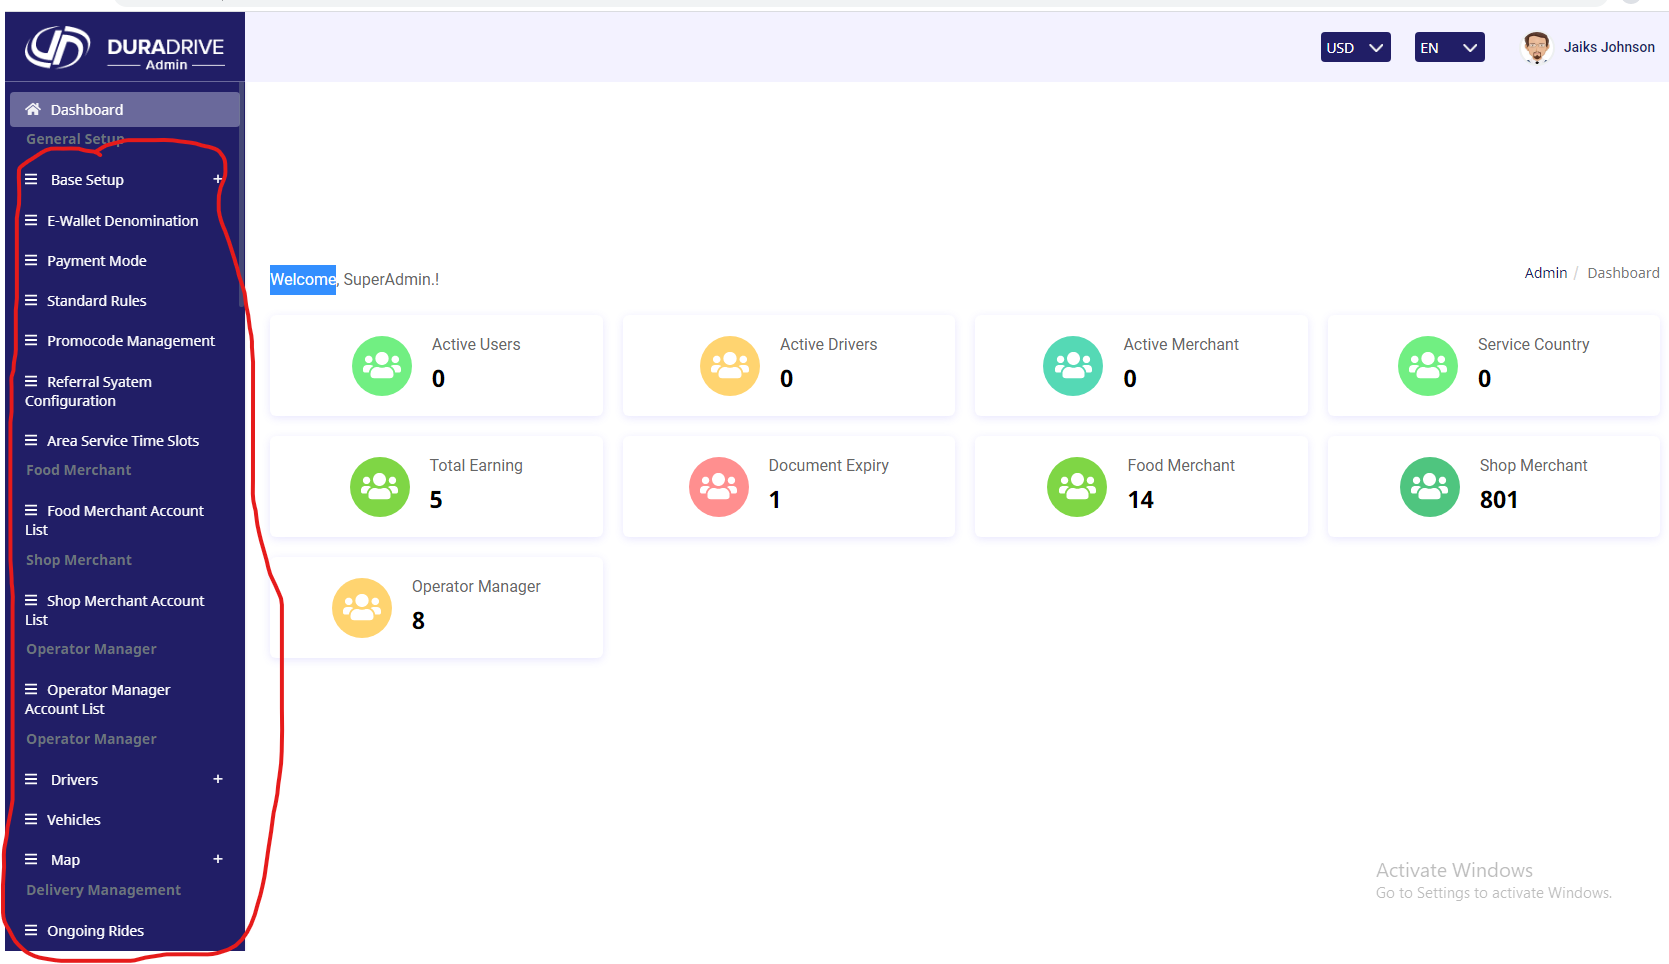 DURADRIVE
Admin
USD
EN
Jaiks Johnson
Dashboard
General Setup
Base Setup +
E-Wallet Denomination
Payment Mode
Standard Rules
Promocode Management
Referral Syatem
Configuration
Area Service Time Slots
Food Merchant
Food Merchant Account
List
Shop Merchant
Shop Merchant Account
List
Operator Manager
Operator Manager
Account List
Operator Manager
Drivers +
Vehicles
Map +
Delivery Management
Ongoing Rides
Welcome, SuperAdmin.!
Admin / Dashboard
Active Users
0
Active Drivers
0
Active Merchant
0
Service Country
0
Total Earning
5
Document Expiry
1
Food Merchant
14
Shop Merchant
801
Operator Manager
8
Activate Windows
Go to Settings to activate Windows.